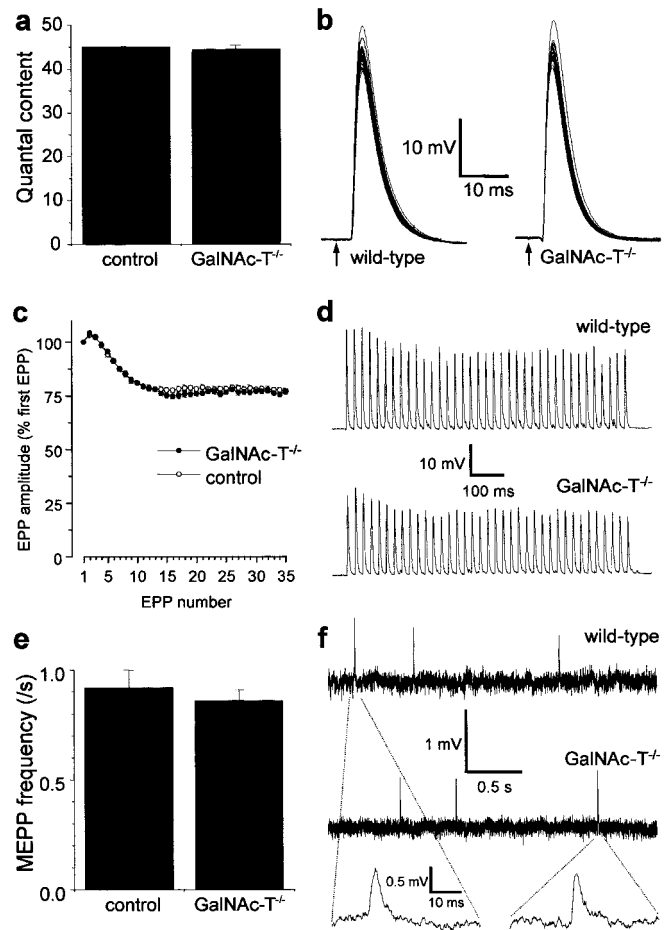 a
Quantal content
50
40
30
20
10
0
control
GalNAc-T-/-
b
10 mV
10 ms
wild-type
GalNAc-T-/-
c
EPP amplitude (% first EPP)
100
75
50
25
0
GalNAc-T-/-
control
1 5 10 15 20 25 30 35
EPP number
d
wild-type
10 mV
100 ms
GalNAc-T-/-
e
MEPP frequency (/s)
1.0
0.5
0.0
control
GalNAc-T-/-
f
wild-type
1 mV
0.5 s
GalNAc-T-/-
0.5 mV
10 ms